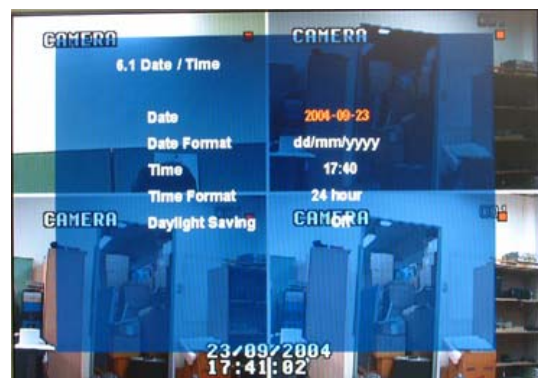 CAMERA CAMERA
6.1 Date / Time
Date 2004-09-23
Date Format dd/mm/yyyy
Time 17:40
Time Format 24 hour
CAMERA CAMERA
Daylight Saving Off
23/09/2004
17:41:02